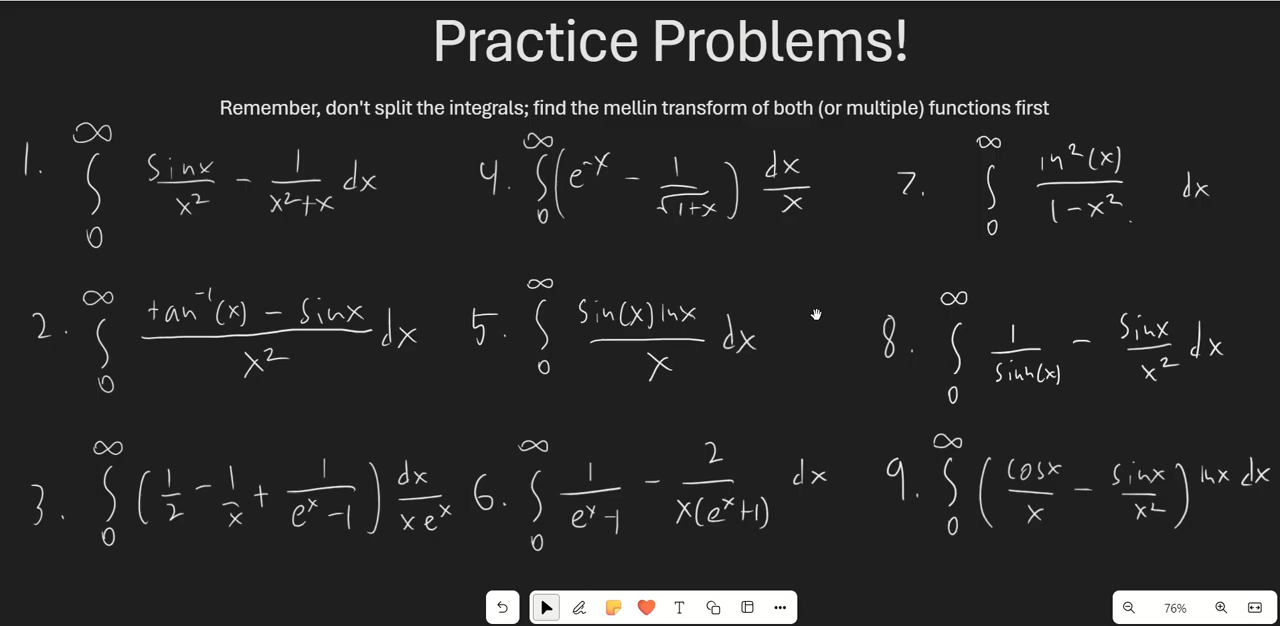 Practice Problems!
Remember, don't split the integrals; find the mellin transform of both (or multiple) functions first
1. ∫₀^∞ sinx/x² − 1/(x²+x) dx
4. ∫₀^∞ (e^(-x) − 1/√(1+x)) dx/x
7. ∫₀^∞ ln²(x)/(1−x²) dx
2. ∫₀^∞ (tan⁻¹(x) − sinx)/x² dx
5. ∫₀^∞ sin(x)lnx/x dx
8. ∫₀^∞ 1/sinh(x) − sinx/x² dx
3. ∫₀^∞ (1/2 − 1/x + 1/(e^x−1)) dx/(xe^x)
6. ∫₀^∞ 1/(e^x−1) − 2/(x(e^x+1)) dx
9. ∫₀^∞ (cosx/x − sinx/x²) lnx dx
76%